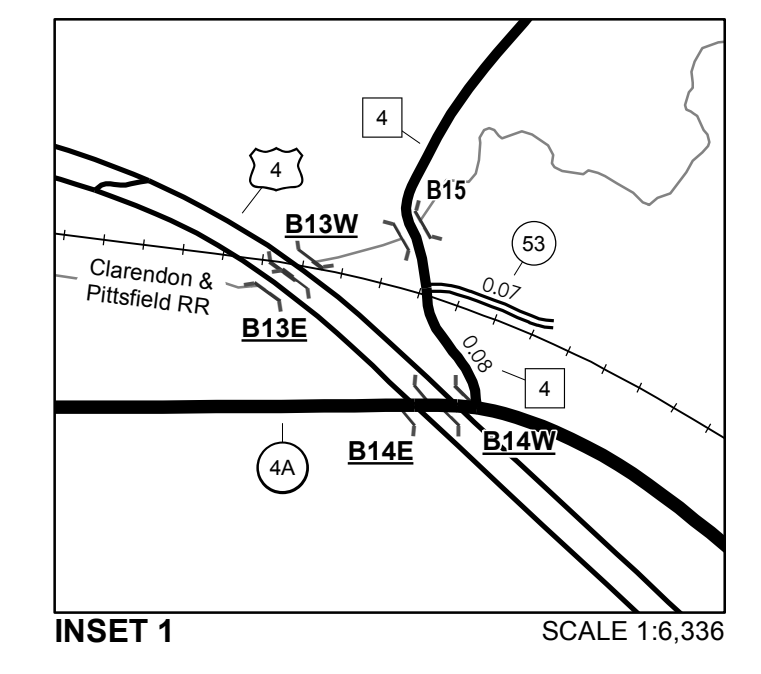 4
4
B15
B13W
53
0.07
Clarendon &
Pittsfield RR
B13E
0.08
4
B14E
B14W
4A
INSET 1
SCALE 1:6,336